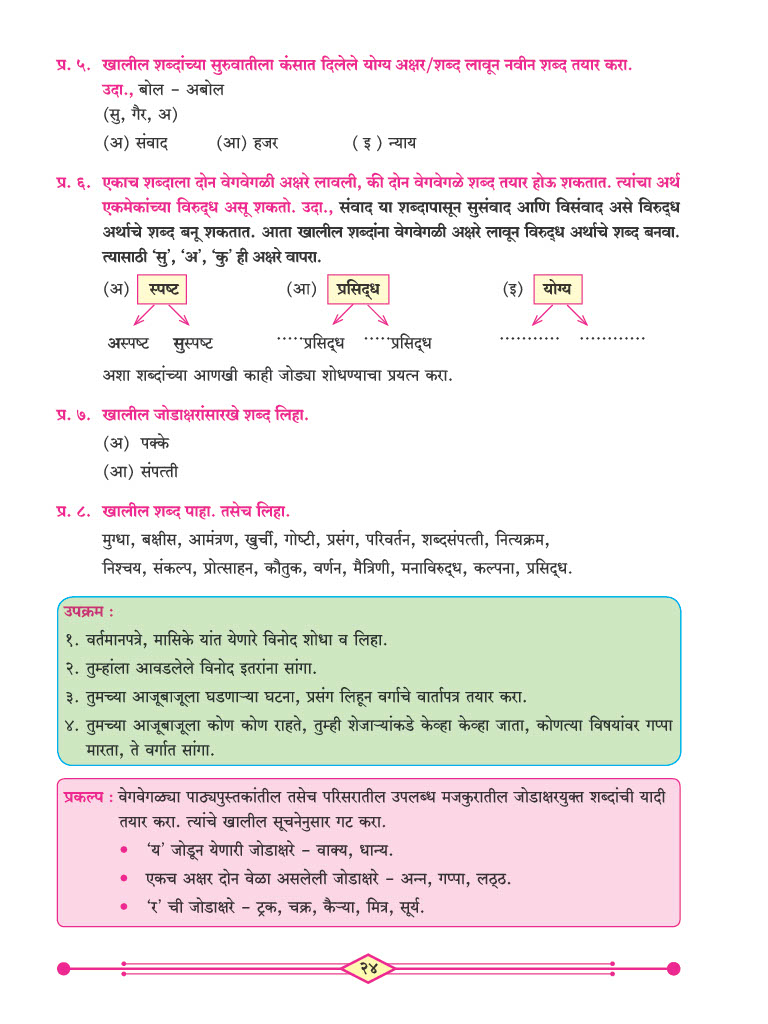 प्र. ५. खालील शब्दांच्या सुरुवातीला कंसात दिलेले योग्य अक्षर/शब्द लावून नवीन शब्द तयार करा.
उदा., बोल – अबोल
(सु, गैर, अ)
(अ) संवाद (आ) हजर ( इ ) न्याय
प्र. ६. एकाच शब्दाला दोन वेगवेगळी अक्षरे लावली, की दोन वेगवेगळे शब्द तयार होऊ शकतात. त्यांचा अर्थ
एकमेकांच्या विरुद्ध असू शकतो. उदा., संवाद या शब्दापासून सुसंवाद आणि विसंवाद असे विरुद्ध
अर्थाचे शब्द बनू शकतात. आता खालील शब्दांना वेगवेगळी अक्षरे लावून विरुद्ध अर्थाचे शब्द बनवा.
त्यासाठी ‘सु’, ‘अ’, ‘कु’ ही अक्षरे वापरा.
(अ) स्पष्ट (आ) प्रसिद्ध (इ) योग्य
अस्पष्ट सुस्पष्ट ·····प्रसिद्ध ·····प्रसिद्ध ··········· ············
अशा शब्दांच्या आणखी काही जोड्या शोधण्याचा प्रयत्न करा.
प्र. ७. खालील जोडाक्षरांसारखे शब्द लिहा.
(अ) पक्के
(आ) संपत्ती
प्र. ८. खालील शब्द पाहा. तसेच लिहा.
मुग्धा, बक्षीस, आमंत्रण, खुर्ची, गोष्टी, प्रसंग, परिवर्तन, शब्दसंपत्ती, नित्यक्रम,
निश्चय, संकल्प, प्रोत्साहन, कौतुक, वर्णन, मैत्रिणी, मनाविरुद्ध, कल्पना, प्रसिद्ध.
उपक्रम :
१. वर्तमानपत्रे, मासिके यांत येणारे विनोद शोधा व लिहा.
२. तुम्हांला आवडलेले विनोद इतरांना सांगा.
३. तुमच्या आजूबाजूला घडणाऱ्या घटना, प्रसंग लिहून वर्गाचे वार्तापत्र तयार करा.
४. तुमच्या आजूबाजूला कोण कोण राहते, तुम्ही शेजाऱ्यांकडे केव्हा केव्हा जाता, कोणत्या विषयांवर गप्पा
मारता, ते वर्गात सांगा.
प्रकल्प : वेगवेगळ्या पाठ्यपुस्तकांतील तसेच परिसरातील उपलब्ध मजकुरातील जोडाक्षरयुक्त शब्दांची यादी
तयार करा. त्यांचे खालील सूचनेनुसार गट करा.
• ‘य’ जोडून येणारी जोडाक्षरे – वाक्य, धान्य.
• एकच अक्षर दोन वेळा असलेली जोडाक्षरे – अन्न, गप्पा, लठ्ठ.
• ‘र’ ची जोडाक्षरे – ट्रक, चक्र, कैऱ्या, मित्र, सूर्य.
२४